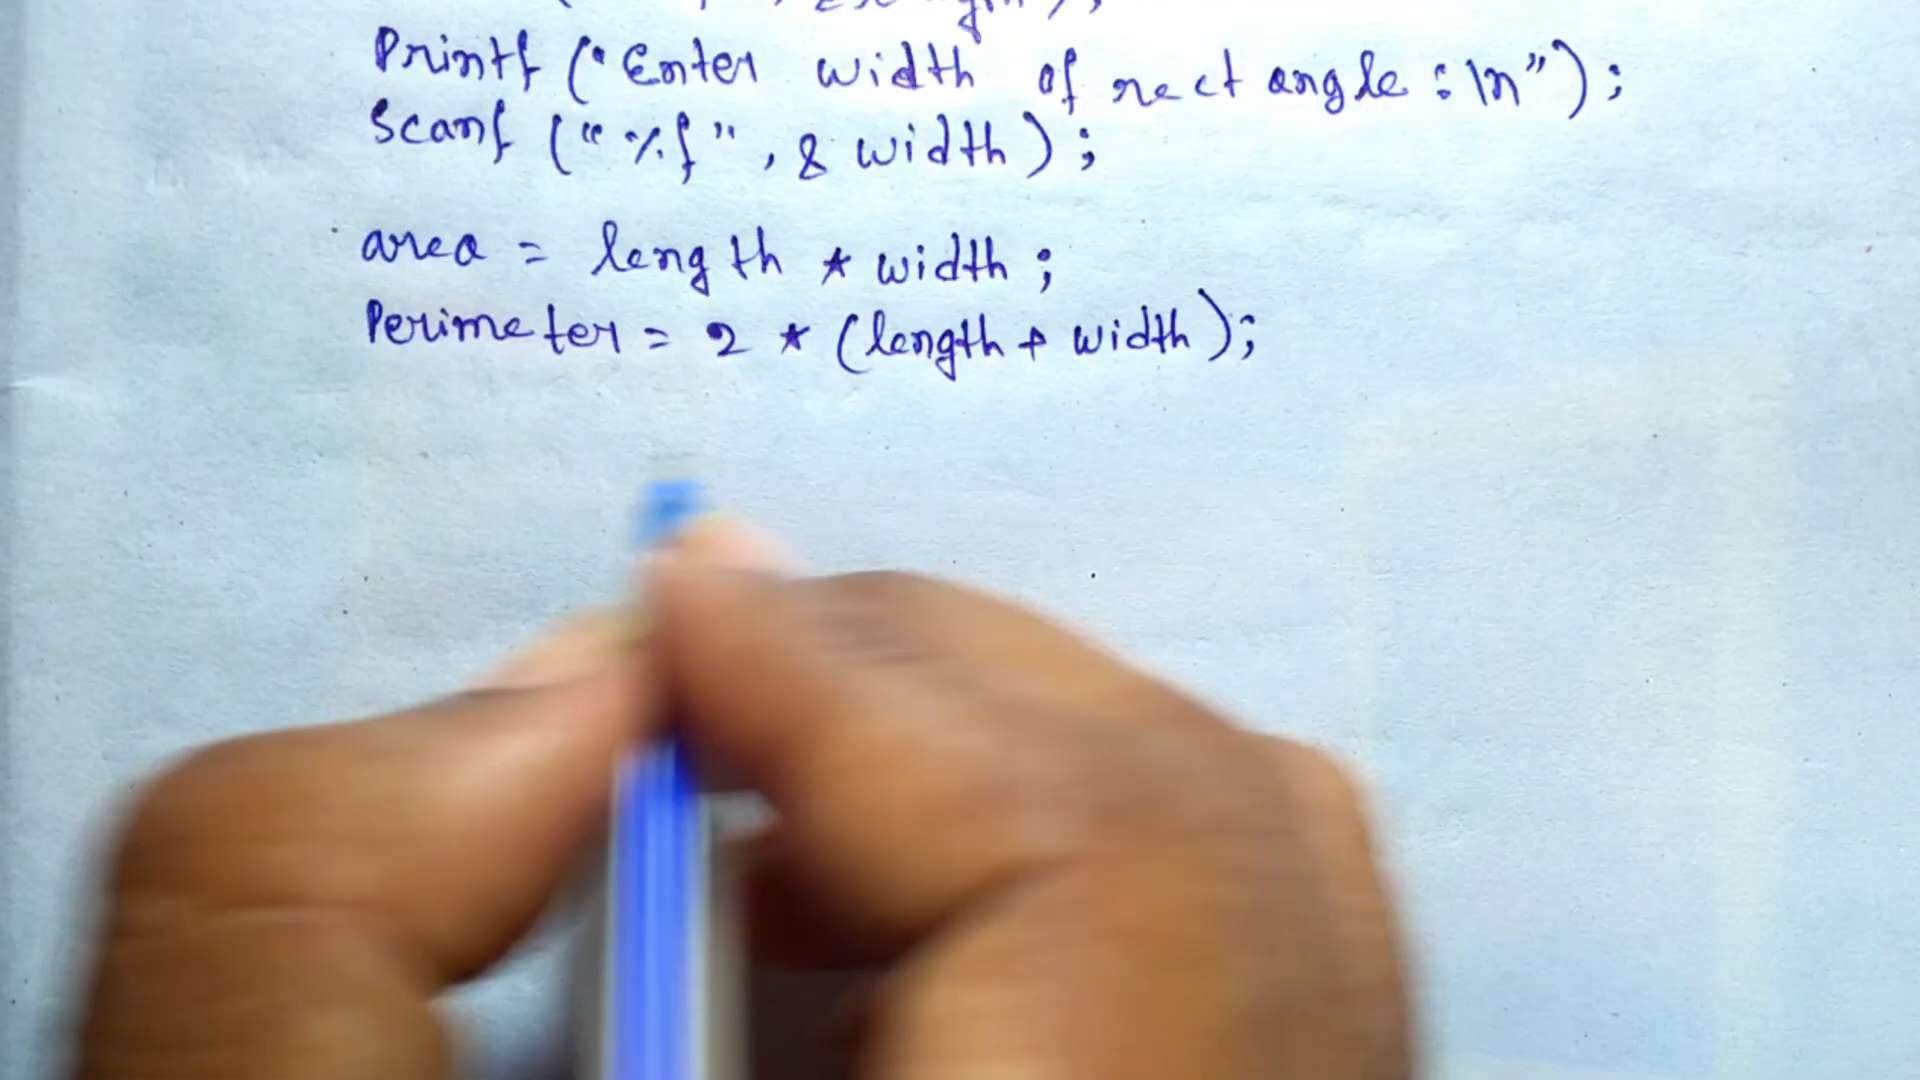 Printf ("Enter width of rectangle :\n");
Scanf ("%f", & width);
area = length * width;
Perimeter = 2 * (length + width);